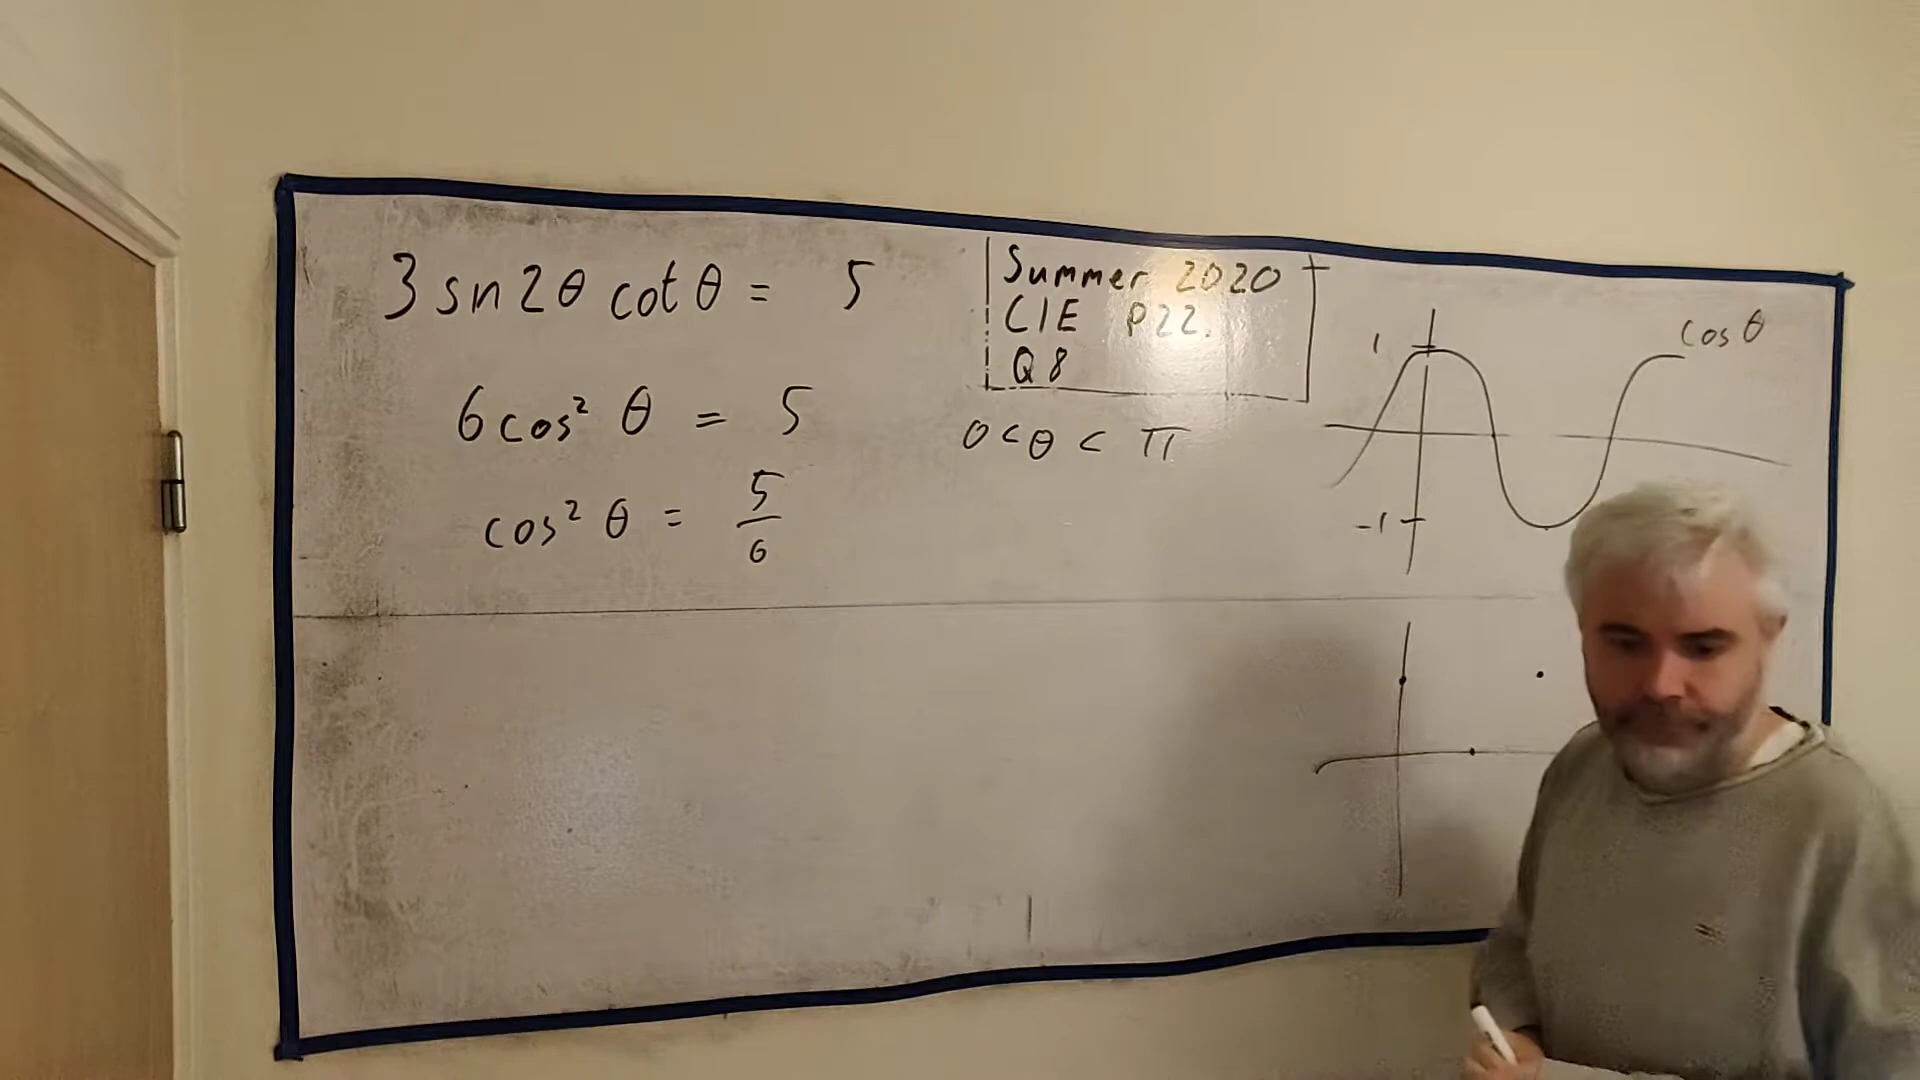 3 sn 2θ cot θ = 5
6 cos² θ = 5
cos² θ = 5/6
Summer 2020
CIE P22.
Q8
0 < θ < π
1
cos θ
-1